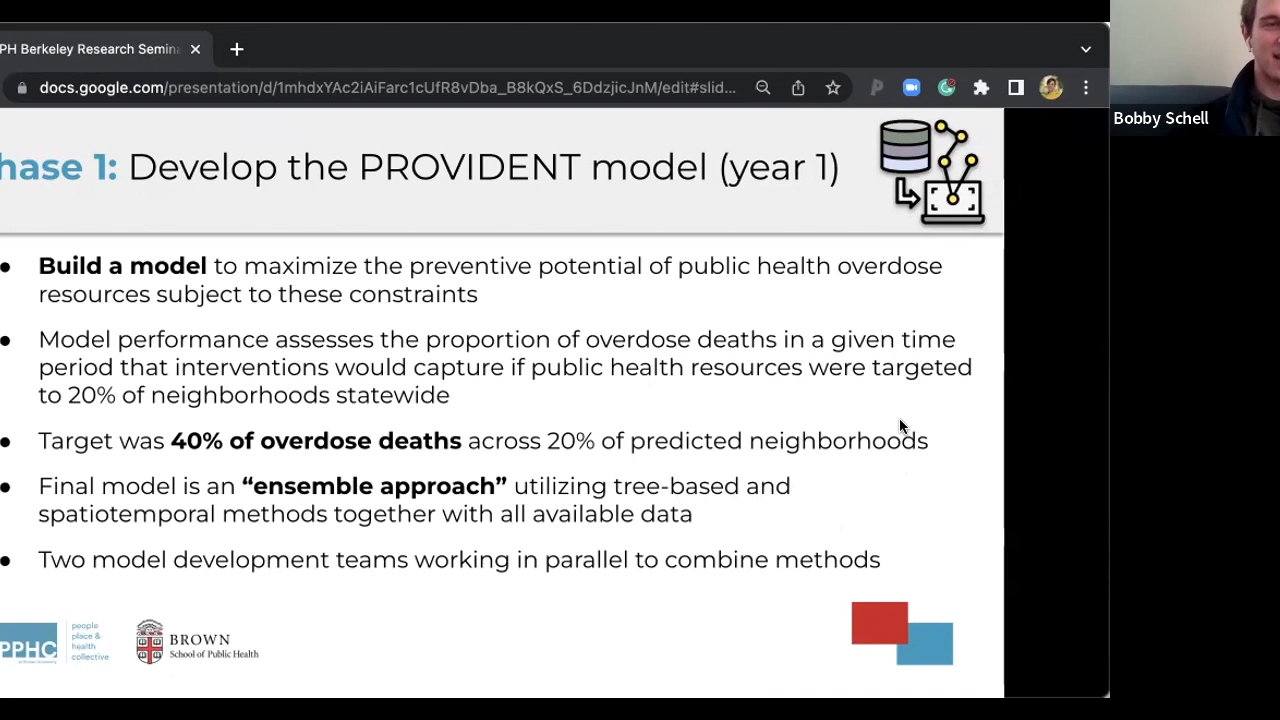 PH Berkeley Research Semina
docs.google.com/presentation/d/1mhdxYAc2iAiFarc1cUfR8vDba_B8kQxS_6DdzjicJnM/edit#slid...
Bobby Schell
hase 1: Develop the PROVIDENT model (year 1)
● Build a model to maximize the preventive potential of public health overdose
resources subject to these constraints
● Model performance assesses the proportion of overdose deaths in a given time
period that interventions would capture if public health resources were targeted
to 20% of neighborhoods statewide
● Target was 40% of overdose deaths across 20% of predicted neighborhoods
● Final model is an “ensemble approach” utilizing tree-based and
spatiotemporal methods together with all available data
● Two model development teams working in parallel to combine methods
PPHC
people
place &
health
collective
BROWN
School of Public Health